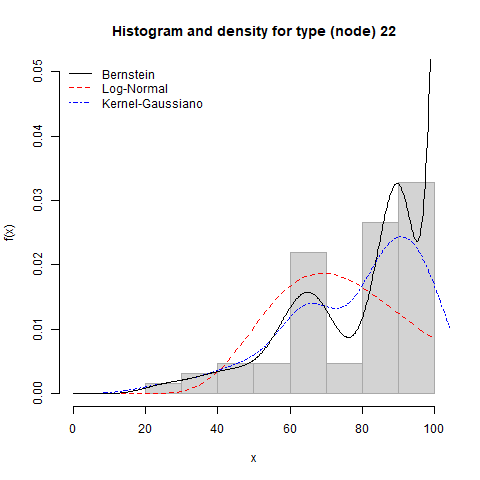 Histogram and density for type (node) 22
Bernstein
Log-Normal
Kernel-Gaussiano
f(x)
0.05
0.04
0.03
0.02
0.01
0.00
0 20 40 60 80 100
x